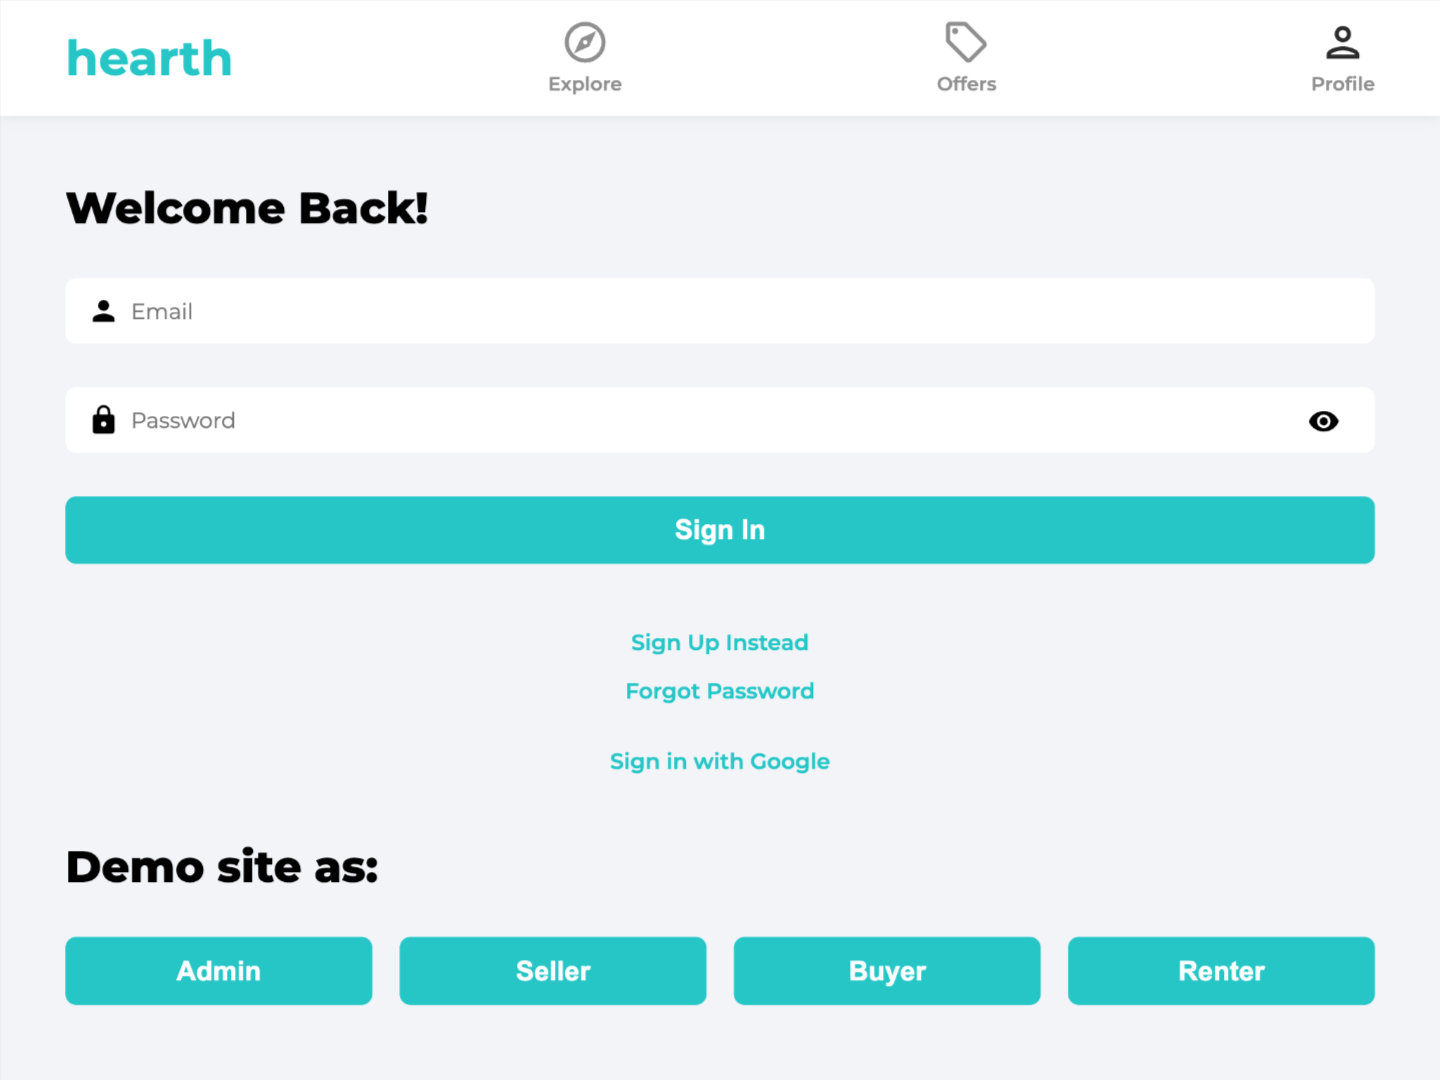 hearth
Explore
Offers
Profile
Welcome Back!
Email
Password
Sign In
Sign Up Instead
Forgot Password
Sign in with Google
Demo site as:
Admin
Seller
Buyer
Renter